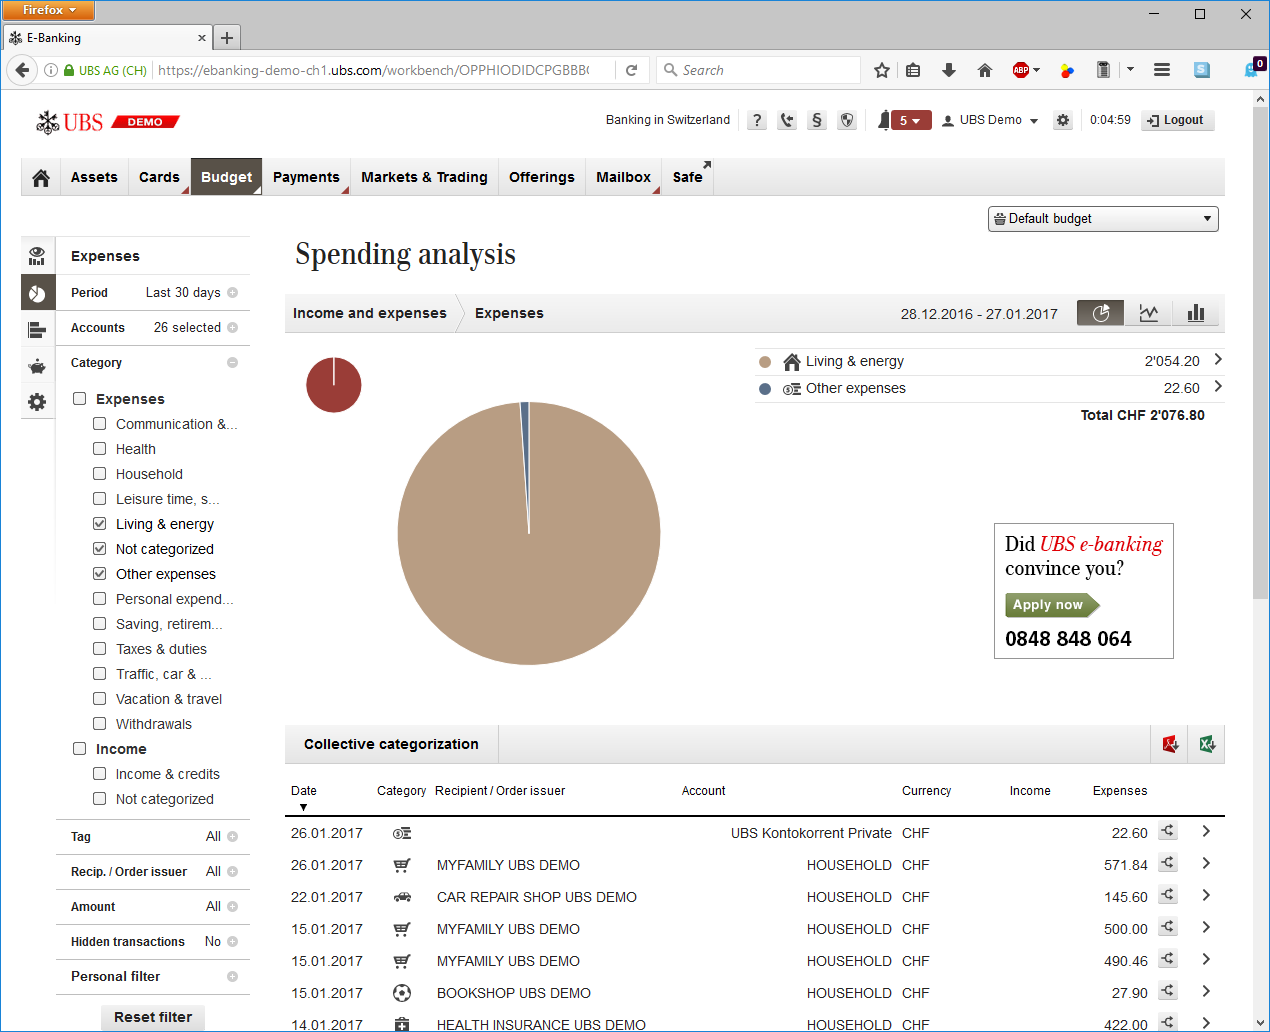 Firefox
E-Banking
UBS AG (CH) https://ebanking-demo-ch1.ubs.com/workbench/OPPHIODIDCPGBBB
Search
ABP
S
0
UBS DEMO
Banking in Switzerland ? § 5 UBS Demo 0:04:59 Logout
Assets Cards Budget Payments Markets & Trading Offerings Mailbox Safe
Default budget
Spending analysis
Expenses
Period Last 30 days
Accounts 26 selected
Category
Expenses
Communication &...
Health
Household
Leisure time, s...
Living & energy
Not categorized
Other expenses
Personal expend...
Saving, retirem...
Taxes & duties
Traffic, car & ...
Vacation & travel
Withdrawals
Income
Income & credits
Not categorized
Tag All
Recip. / Order issuer All
Amount All
Hidden transactions No
Personal filter
Reset filter
Income and expenses Expenses 28.12.2016 - 27.01.2017
Living & energy 2'054.20
Other expenses 22.60
Total CHF 2'076.80
Did UBS e-banking
convince you?
Apply now
0848 848 064
Collective categorization
Date Category Recipient / Order issuer Account Currency Income Expenses
26.01.2017 UBS Kontokorrent Private CHF 22.60
26.01.2017 MYFAMILY UBS DEMO HOUSEHOLD CHF 571.84
22.01.2017 CAR REPAIR SHOP UBS DEMO HOUSEHOLD CHF 145.60
15.01.2017 MYFAMILY UBS DEMO HOUSEHOLD CHF 500.00
15.01.2017 MYFAMILY UBS DEMO HOUSEHOLD CHF 490.46
15.01.2017 BOOKSHOP UBS DEMO HOUSEHOLD CHF 27.90
14.01.2017 HEALTH INSURANCE UBS DEMO HOUSEHOLD CHF 422.00